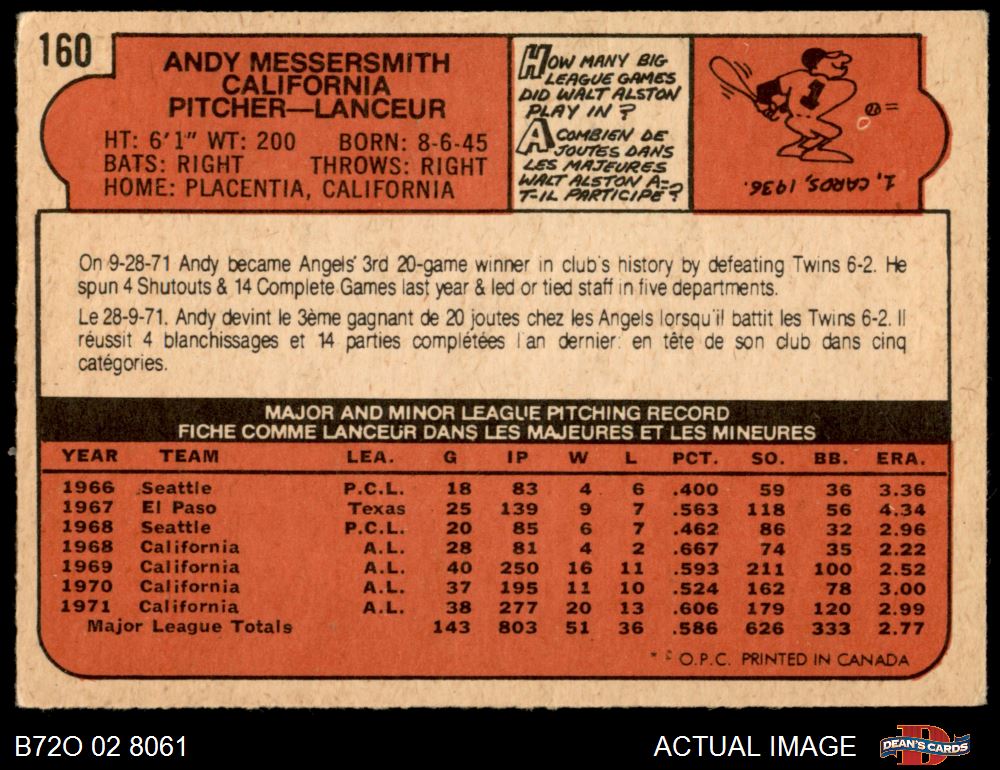 160
ANDY MESSERSMITH
CALIFORNIA
PITCHER—LANCEUR
HT: 6'1" WT: 200 BORN: 8-6-45
BATS: RIGHT THROWS: RIGHT
HOME: PLACENTIA, CALIFORNIA
HOW MANY BIG
LEAGUE GAMES
DID WALT ALSTON
PLAY IN?
A COMBIEN DE
JOUTES DANS
LES MAJEURES
WALT ALSTON A-
T-IL PARTICIPÉ?
1
1, CARDS, 1936.
On 9-28-71 Andy became Angels' 3rd 20-game winner in club's history by defeating Twins 6-2. He
spun 4 Shutouts & 14 Complete Games last year & led or tied staff in five departments.
Le 28-9-71, Andy devint le 3ème gagnant de 20 joutes chez les Angels lorsqu'il battit les Twins 6-2. Il
réussit 4 blanchissages et 14 parties complétées l'an dernier: en tête de son club dans cinq
catégories.
MAJOR AND MINOR LEAGUE PITCHING RECORD
FICHE COMME LANCEUR DANS LES MAJEURES ET LES MINEURES
YEAR TEAM LEA. G IP W L PCT. SO. BB. ERA.
1966 Seattle P.C.L. 18 83 4 6 .400 59 36 3.36
1967 El Paso Texas 25 139 9 7 .563 118 56 4.34
1968 Seattle P.C.L. 20 85 6 7 .462 86 32 2.96
1968 California A.L. 28 81 4 2 .667 74 35 2.22
1969 California A.L. 40 250 16 11 .593 211 100 2.52
1970 California A.L. 37 195 11 10 .524 162 78 3.00
1971 California A.L. 38 277 20 13 .606 179 120 2.99
Major League Totals 143 803 51 36 .586 626 333 2.77
O.P.C. PRINTED IN CANADA
B72O 02 8061 ACTUAL IMAGE D DEAN'S CARDS